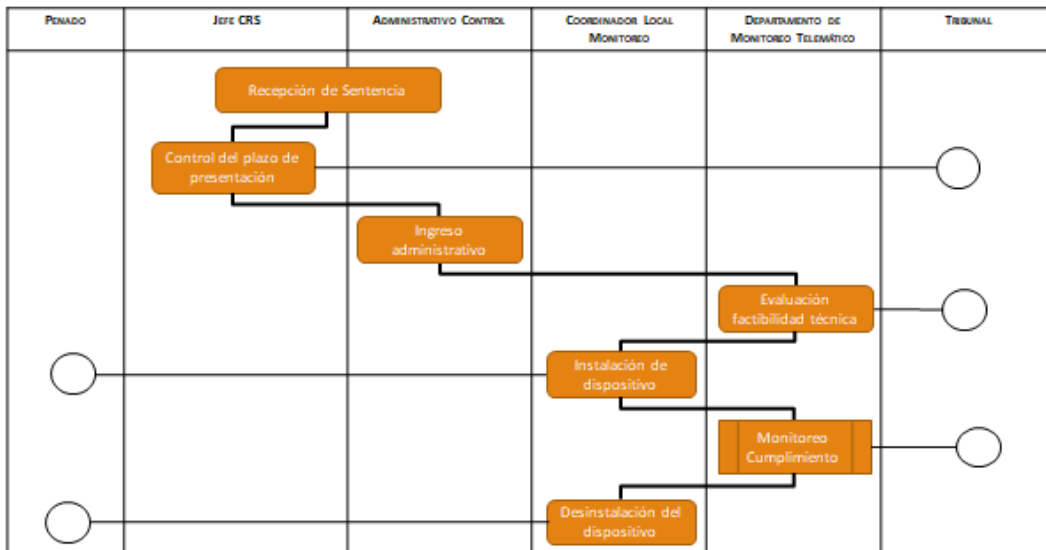 PENADO
JEFE CRS
ADMINISTRATIVO CONTROL
COORDINADOR LOCAL
MONITOREO
DEPARTAMENTO DE
MONITOREO TELEMÁTICO
TRIBUNAL
Recepción de Sentencia
Control del plazo de
presentación
Ingreso
administrativo
Evaluación
factibilidad técnica
Instalación de
dispositivo
Monitoreo
Cumplimiento
Desinstalación del
dispositivo